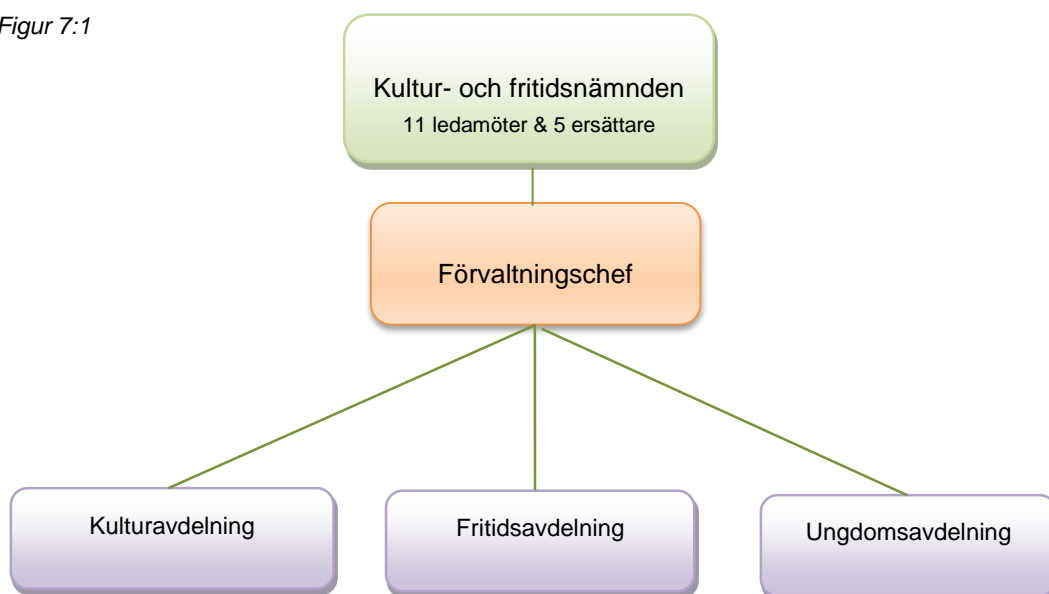 Figur 7:1
Kultur- och fritidsnämnden
11 ledamöter & 5 ersättare
Förvaltningschef
Kulturavdelning
Fritidsavdelning
Ungdomsavdelning